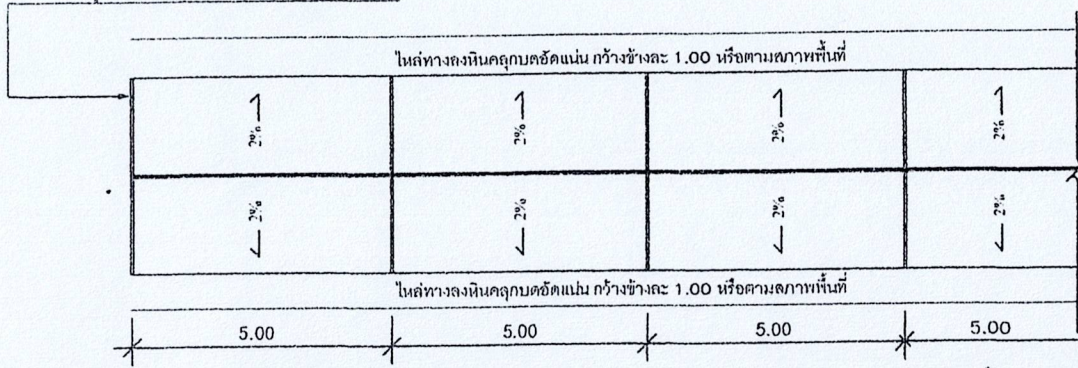 ไหล่ทางลงหินคลุกบดอัดแน่น กว้างข้างละ 1.00 หรือตามสภาพพื้นที่
2% 2% 2% 2%
2% 2% 2% 2%
ไหล่ทางลงหินคลุกบดอัดแน่น กว้างข้างละ 1.00 หรือตามสภาพพื้นที่
5.00 5.00 5.00 5.00